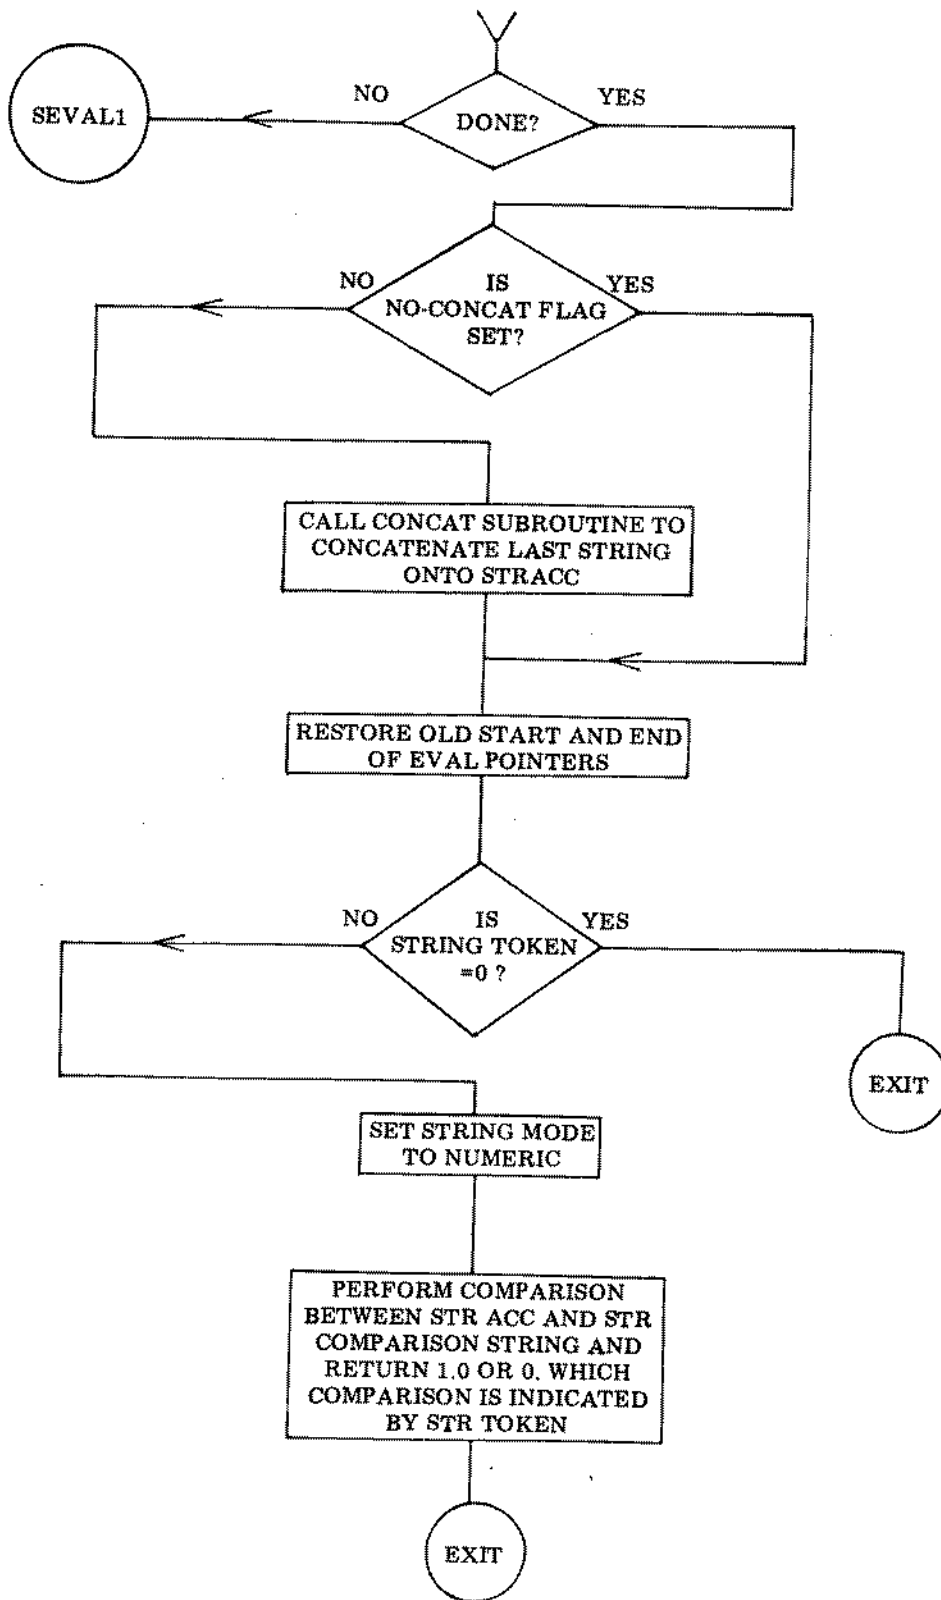 NO
YES
SEVAL1
DONE?
NO
IS
YES
NO-CONCAT FLAG
SET?
CALL CONCAT SUBROUTINE TO
CONCATENATE LAST STRING
ONTO STRACC
RESTORE OLD START AND END
OF EVAL POINTERS
NO
IS
YES
STRING TOKEN
=0 ?
EXIT
SET STRING MODE
TO NUMERIC
PERFORM COMPARISON
BETWEEN STR ACC AND STR
COMPARISON STRING AND
RETURN 1.0 OR 0. WHICH
COMPARISON IS INDICATED
BY STR TOKEN
EXIT